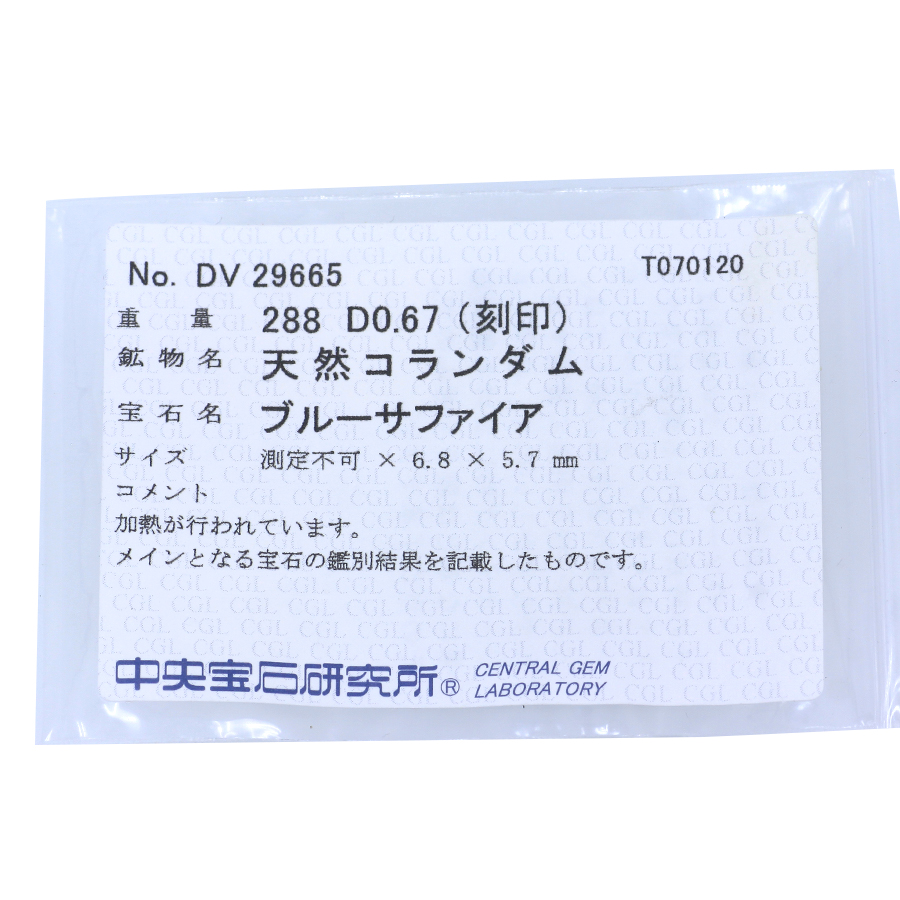 No. DV 29665 T070120
重 量 288 D0.67 (刻印)
鉱物名 天然コランダム
宝石名 ブルーサファイア
サイズ 測定不可 × 6.8 × 5.7 mm
コメント
加熱が行われています。
メインとなる宝石の鑑別結果を記載したものです。
中央宝石研究所® CENTRAL GEM
LABORATORY